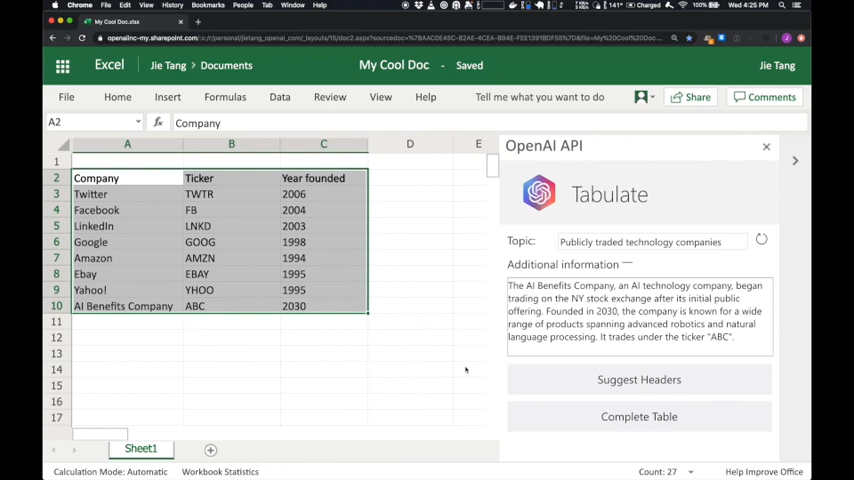 Chrome File Edit View History Bookmarks People Tab Window Help
141° Charged 100% Wed 4:25 PM
My Cool Doc.xlsx
Excel Jie Tang > Documents My Cool Doc - Saved Jie Tang
File Home Insert Formulas Data Review View Help Tell me what you want to do Share Comments
A2 fx Company
A B C D E
1
2 Company Ticker Year founded
3 Twitter TWTR 2006
4 Facebook FB 2004
5 LinkedIn LNKD 2003
6 Google GOOG 1998
7 Amazon AMZN 1994
8 Ebay EBAY 1995
9 Yahoo! YHOO 1995
10 AI Benefits Company ABC 2030
11
12
13
14
15
16
17
OpenAI API
Tabulate
Topic: Publicly traded technology companies
Additional information
The AI Benefits Company, an AI technology company, began
trading on the NY stock exchange after its initial public
offering. Founded in 2030, the company is known for a wide
range of products spanning advanced robotics and natural
language processing. It trades under the ticker "ABC".
Suggest Headers
Complete Table
Sheet1
Calculation Mode: Automatic Workbook Statistics Count: 27 Help Improve Office